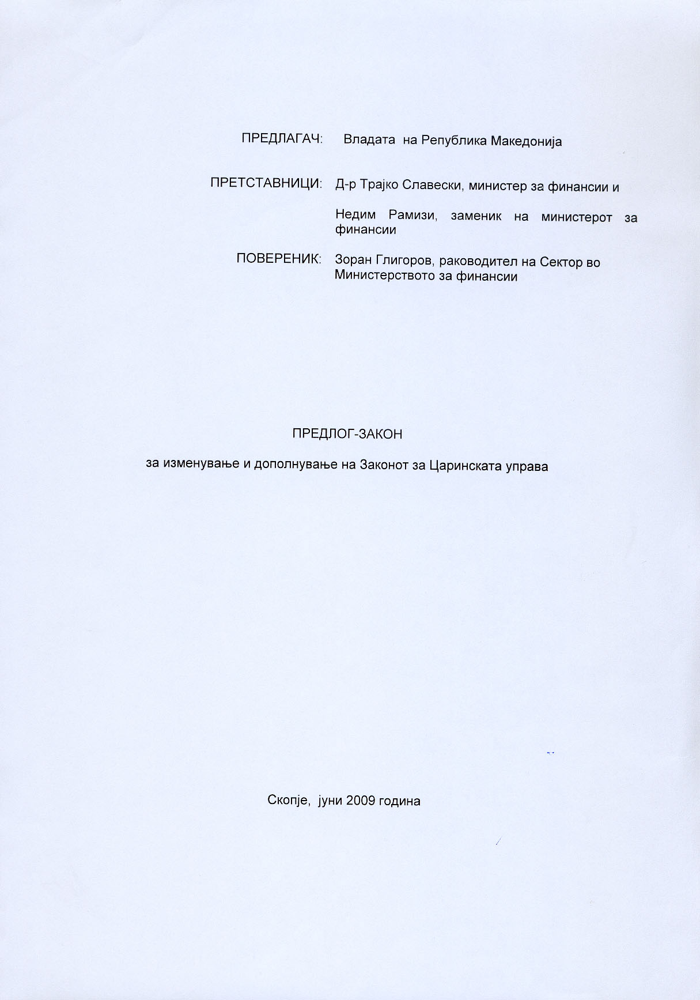 ПРЕДЛАГАЧ: Владата на Република Македонија
ПРЕТСТАВНИЦИ: Д-р Трајко Славески, министер за финансии и
Недим Рамизи, заменик на министерот за
финансии
ПОВЕРЕНИК: Зоран Глигоров, раководител на Сектор во
Министерството за финансии
ПРЕДЛОГ-ЗАКОН
за изменување и дополнување на Законот за Царинската управа
Скопје, јуни 2009 година